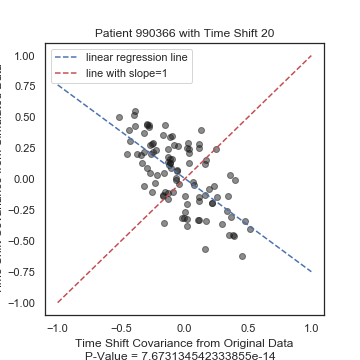 Patient 990366 with Time Shift 20
linear regression line
line with slope=1
1.00
0.75
0.50
0.25
0.00
−0.25
−0.50
−0.75
−1.00
−1.0
−0.5
0.0
0.5
1.0
Time Shift Covariance from Original Data
P-Value = 7.673134542333855e-14